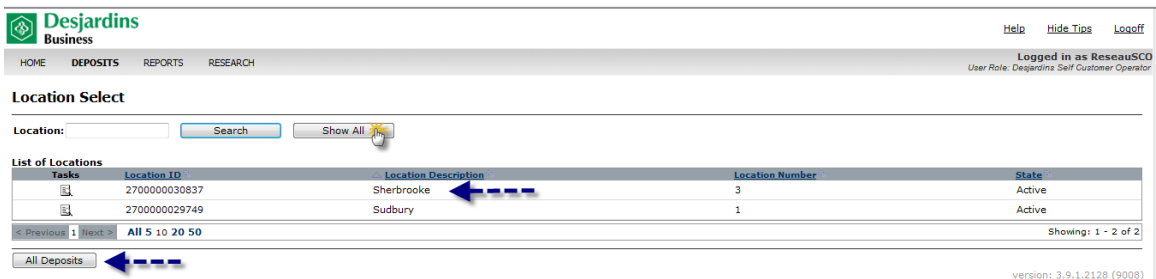 Desjardins
Business
Help Hide Tips Logoff
HOME DEPOSITS REPORTS RESEARCH
Logged in as ReseauSCO
User Role: Desjardins Self Customer Operator
Location Select
Location: Search Show All
List of Locations
Tasks Location ID Location Description Location Number State
2700000030837 Sherbrooke 3 Active
2700000029749 Sudbury 1 Active
< Previous 1 Next > All 5 10 20 50 Showing: 1 - 2 of 2
All Deposits
version: 3.9.1.2128 (9008)